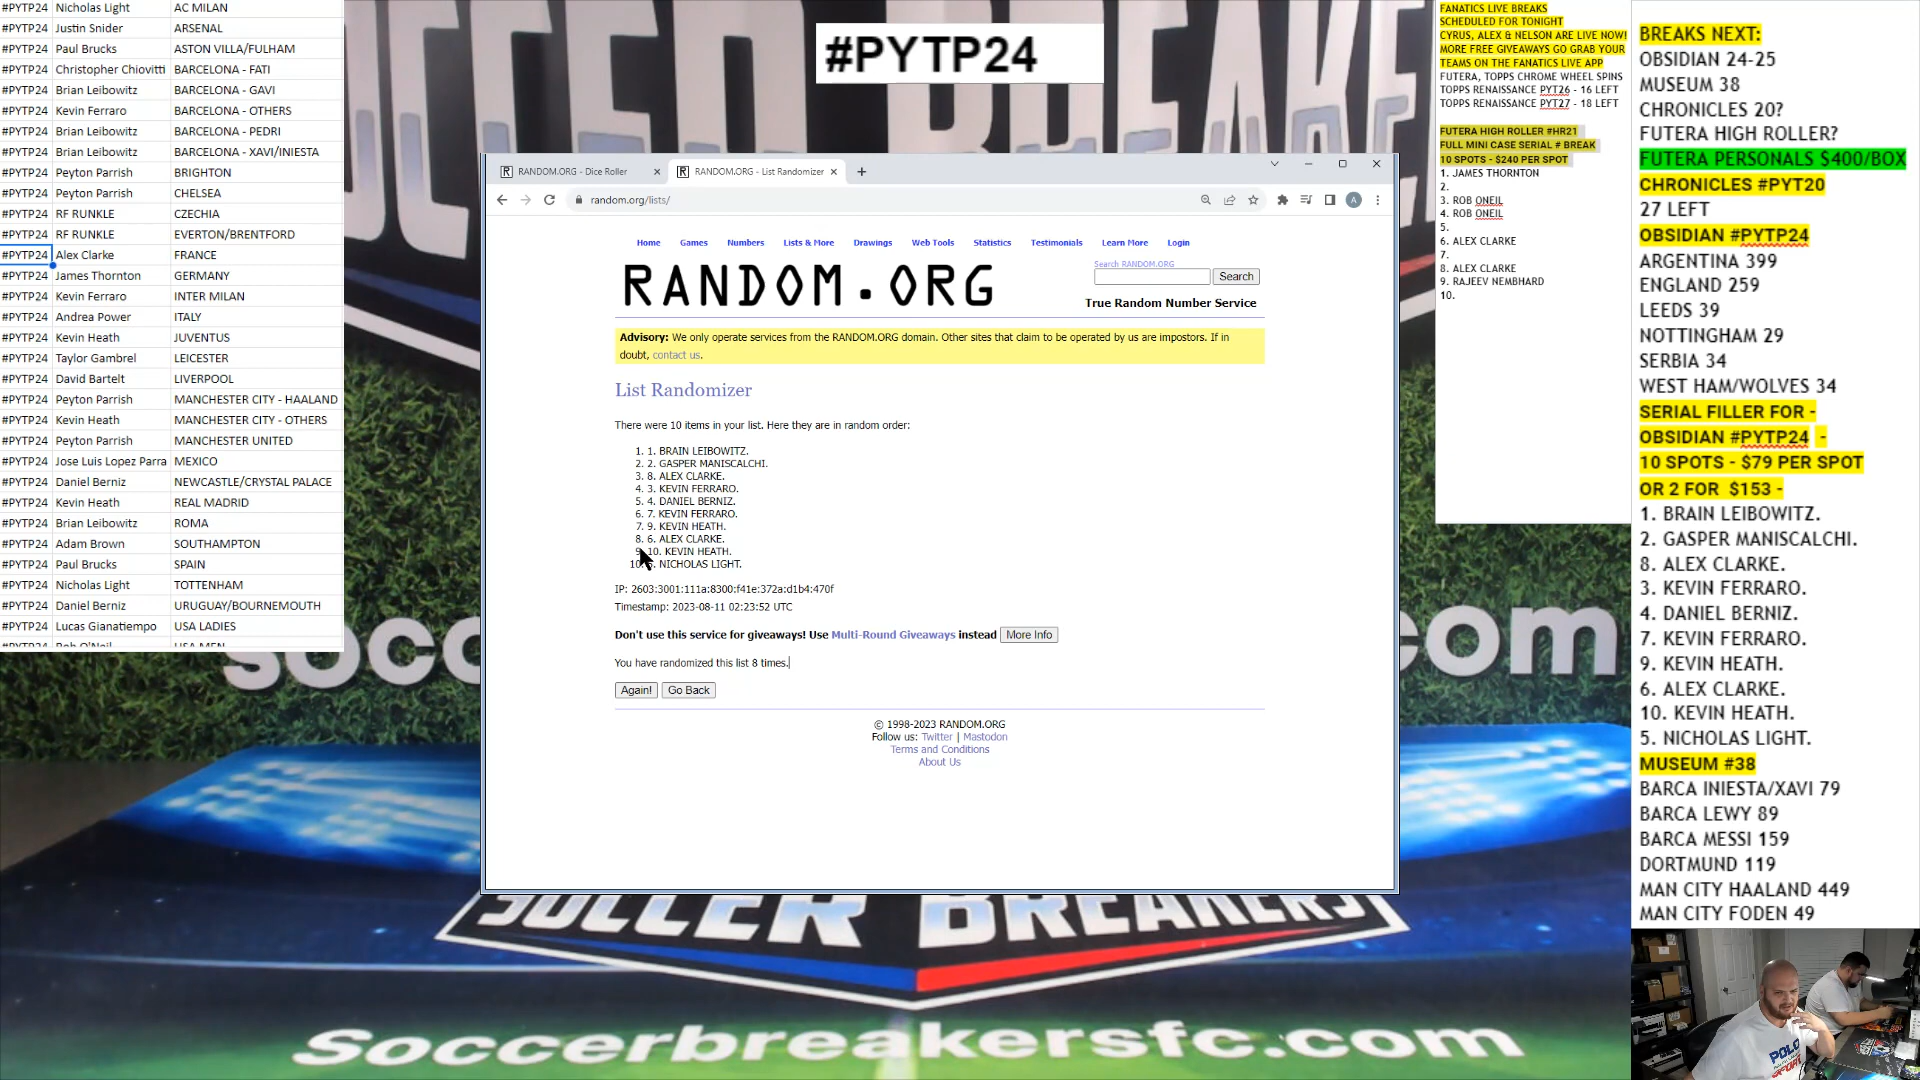 #PYTP24 Nicholas Light AC MILAN
#PYTP24 Justin Snider ARSENAL
#PYTP24 Paul Brucks ASTON VILLA/FULHAM
#PYTP24 Christopher Chiovitti BARCELONA - FATI
#PYTP24 Brian Leibowitz BARCELONA - GAVI
#PYTP24 Kevin Ferraro BARCELONA - OTHERS
#PYTP24 Brian Leibowitz BARCELONA - PEDRI
#PYTP24 Brian Leibowitz BARCELONA - XAVI/INIESTA
#PYTP24 Peyton Parrish BRIGHTON
#PYTP24 Peyton Parrish CHELSEA
#PYTP24 RF RUNKLE CZECHIA
#PYTP24 RF RUNKLE EVERTON/BRENTFORD
#PYTP24 Alex Clarke FRANCE
#PYTP24 James Thornton GERMANY
#PYTP24 Kevin Ferraro INTER MILAN
#PYTP24 Andrea Power ITALY
#PYTP24 Kevin Heath JUVENTUS
#PYTP24 Taylor Gambrel LEICESTER
#PYTP24 David Bartelt LIVERPOOL
#PYTP24 Peyton Parrish MANCHESTER CITY - HAALAND
#PYTP24 Kevin Heath MANCHESTER CITY - OTHERS
#PYTP24 Peyton Parrish MANCHESTER UNITED
#PYTP24 Jose Luis Lopez Parra MEXICO
#PYTP24 Daniel Berniz NEWCASTLE/CRYSTAL PALACE
#PYTP24 Kevin Heath REAL MADRID
#PYTP24 Brian Leibowitz ROMA
#PYTP24 Adam Brown SOUTHAMPTON
#PYTP24 Paul Brucks SPAIN
#PYTP24 Nicholas Light TOTTENHAM
#PYTP24 Daniel Berniz URUGUAY/BOURNEMOUTH
#PYTP24 Lucas Gianatiempo USA LADIES
#PYTP24 Rob O'Neil USA MEN
#PYTP24
RANDOM.ORG - Dice Roller
RANDOM.ORG - List Randomizer
random.org/lists/
A
Home Games Numbers Lists & More Drawings Web Tools Statistics Testimonials Learn More Login
RANDOM.ORG
Search RANDOM.ORG
Search
True Random Number Service
Advisory: We only operate services from the RANDOM.ORG domain. Other sites that claim to be operated by us are impostors. If in
doubt, contact us.
List Randomizer
There were 10 items in your list. Here they are in random order:
1. 1. BRAIN LEIBOWITZ.
2. 2. GASPER MANISCALCHI.
3. 8. ALEX CLARKE.
4. 3. KEVIN FERRARO.
5. 4. DANIEL BERNIZ.
6. 7. KEVIN FERRARO.
7. 9. KEVIN HEATH.
8. 6. ALEX CLARKE.
9. 10. KEVIN HEATH.
10. 5. NICHOLAS LIGHT.
IP: 2603:3001:111a:8300:f41e:372a:d1b4:470f
Timestamp: 2023-08-11 02:23:52 UTC
Don't use this service for giveaways! Use Multi-Round Giveaways instead More Info
You have randomized this list 8 times.
Again! Go Back
© 1998-2023 RANDOM.ORG
Follow us: Twitter | Mastodon
Terms and Conditions
About Us
SOCCER BREAKERS
soccerbreakersfc.com
FANATICS LIVE BREAKS
SCHEDULED FOR TONIGHT
CYRUS, ALEX & NELSON ARE LIVE NOW!
MORE FREE GIVEAWAYS GO GRAB YOUR
TEAMS ON THE FANATICS LIVE APP
FUTERA, TOPPS CHROME WHEEL SPINS
TOPPS RENAISSANCE PYT26 - 16 LEFT
TOPPS RENAISSANCE PYT27 - 18 LEFT
FUTERA HIGH ROLLER #HR21
FULL MINI CASE SERIAL # BREAK
10 SPOTS - $240 PER SPOT
1. JAMES THORNTON
2.
3. ROB ONEIL
4. ROB ONEIL
5.
6. ALEX CLARKE
7.
8. ALEX CLARKE
9. RAJEEV NEMBHARD
10.
BREAKS NEXT:
OBSIDIAN 24-25
MUSEUM 38
CHRONICLES 20?
FUTERA HIGH ROLLER?
FUTERA PERSONALS $400/BOX
CHRONICLES #PYT20
27 LEFT
OBSIDIAN #PYTP24
ARGENTINA 399
ENGLAND 259
LEEDS 39
NOTTINGHAM 29
SERBIA 34
WEST HAM/WOLVES 34
SERIAL FILLER FOR -
OBSIDIAN #PYTP24 -
10 SPOTS - $79 PER SPOT
OR 2 FOR $153 -
1. BRAIN LEIBOWITZ.
2. GASPER MANISCALCHI.
8. ALEX CLARKE.
3. KEVIN FERRARO.
4. DANIEL BERNIZ.
7. KEVIN FERRARO.
9. KEVIN HEATH.
6. ALEX CLARKE.
10. KEVIN HEATH.
5. NICHOLAS LIGHT.
MUSEUM #38
BARCA INIESTA/XAVI 79
BARCA LEWY 89
BARCA MESSI 159
DORTMUND 119
MAN CITY HAALAND 449
MAN CITY FODEN 49
POLO